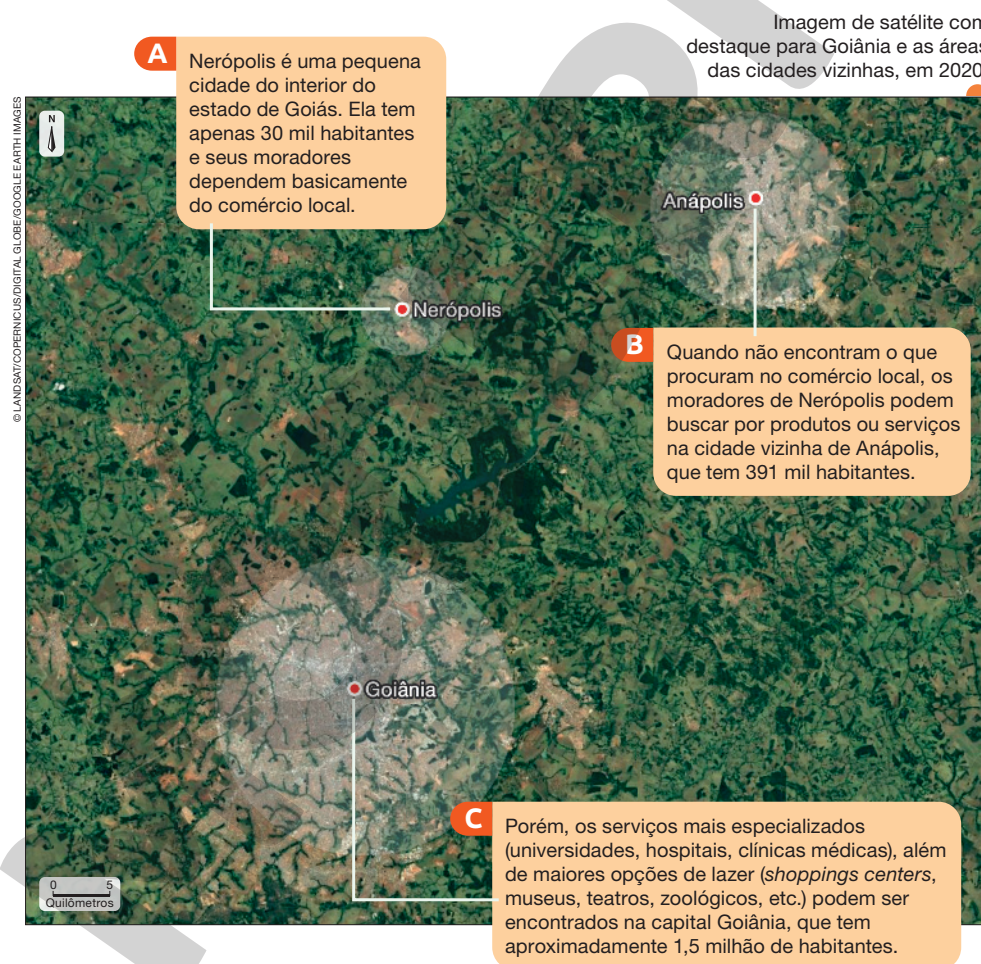 Imagem de satélite com
destaque para Goiânia e as áreas
das cidades vizinhas, em 2020.
A
Nerópolis é uma pequena
cidade do interior do
estado de Goiás. Ela tem
apenas 30 mil habitantes
e seus moradores
dependem basicamente
do comércio local.
© LANDSAT/COPERNICUS/DIGITAL GLOBE/GOOGLE EARTH IMAGES
N
Anápolis
Nerópolis
B
Quando não encontram o que
procuram no comércio local, os
moradores de Nerópolis podem
buscar por produtos ou serviços
na cidade vizinha de Anápolis,
que tem 391 mil habitantes.
Goiânia
C
Porém, os serviços mais especializados
(universidades, hospitais, clínicas médicas), além
de maiores opções de lazer (shoppings centers,
museus, teatros, zoológicos, etc.) podem ser
encontrados na capital Goiânia, que tem
aproximadamente 1,5 milhão de habitantes.
0 5
Quilômetros